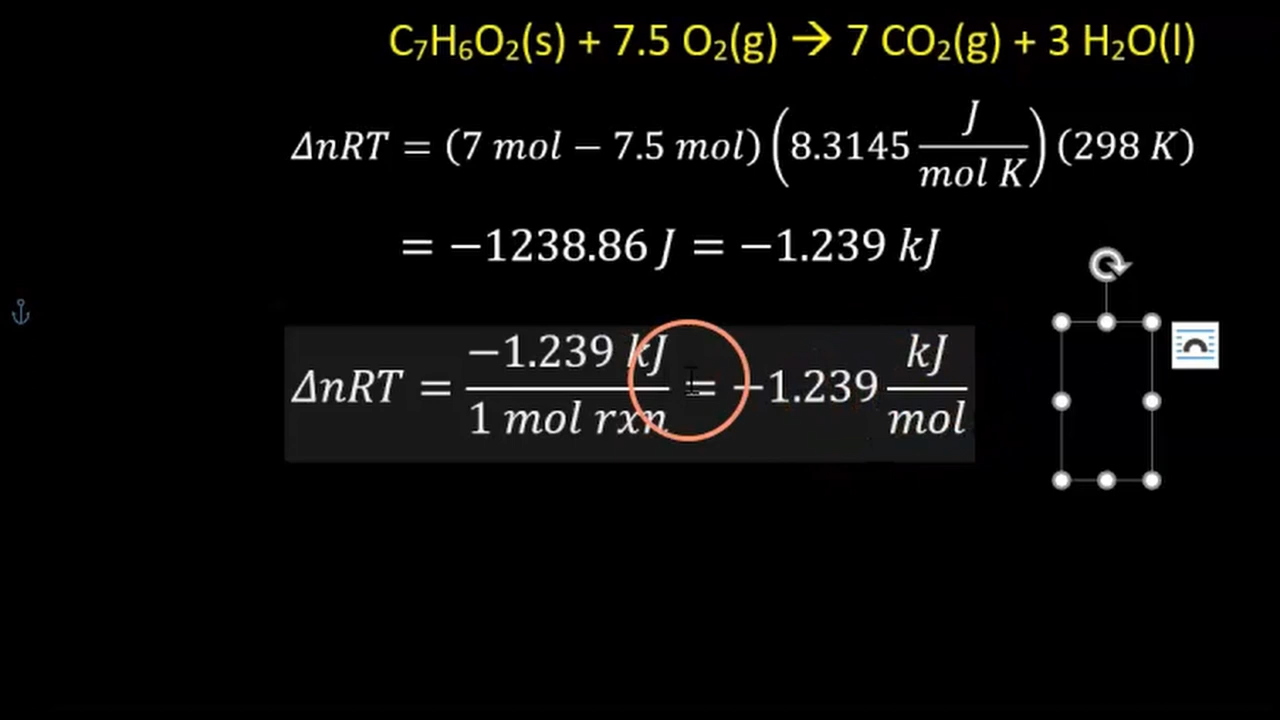 C₇H₆O₂(s) + 7.5 O₂(g) → 7 CO₂(g) + 3 H₂O(l)
ΔnRT = (7 mol − 7.5 mol) (8.3145 J/mol K) (298 K)
= −1238.86 J = −1.239 kJ
ΔnRT = −1.239 kJ/1 mol rxn = −1.239 kJ/mol